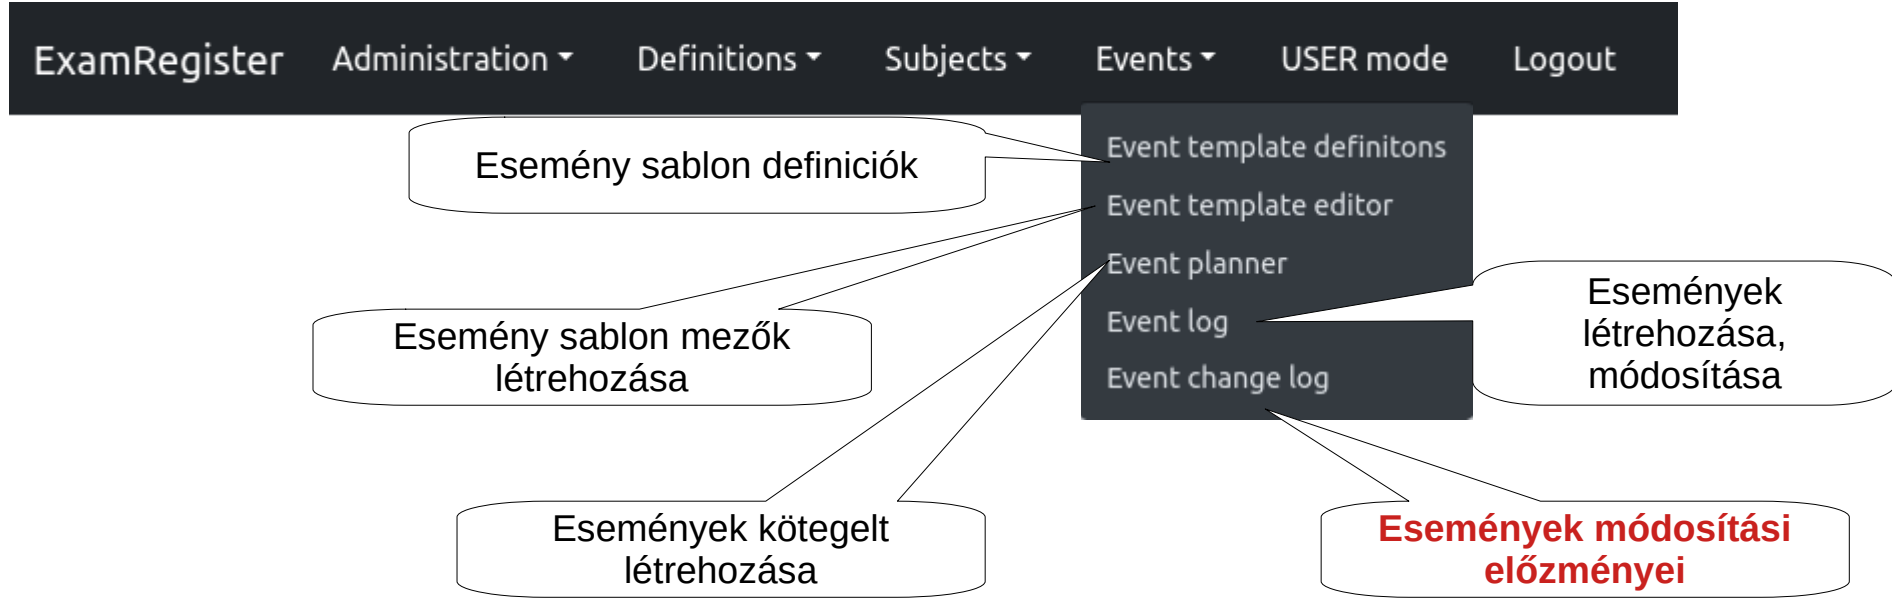 ExamRegister Administration Definitions Subjects Events USER mode Logout
Esemény sablon definiciók
Event template definitons
Event template editor
Event planner
Event log
Event change log
Események
létrehozása,
módosítása
Esemény sablon mezők
létrehozása
Események kötegelt
létrehozása
Események módosítási
előzményei